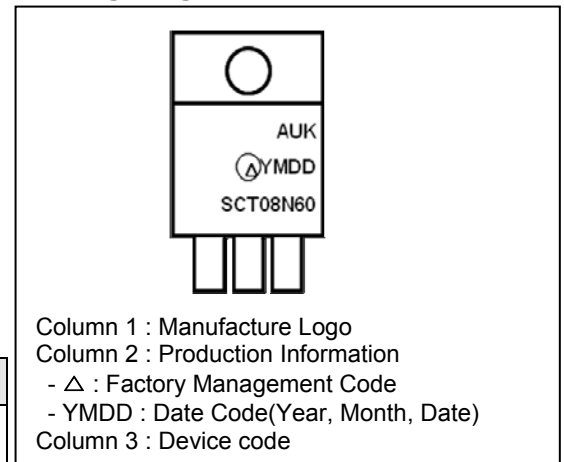 AUK
△YMDD
SCT08N60
Column 1 : Manufacture Logo
Column 2 : Production Information
- △ : Factory Management Code
- YMDD : Date Code(Year, Month, Date)
Column 3 : Device code